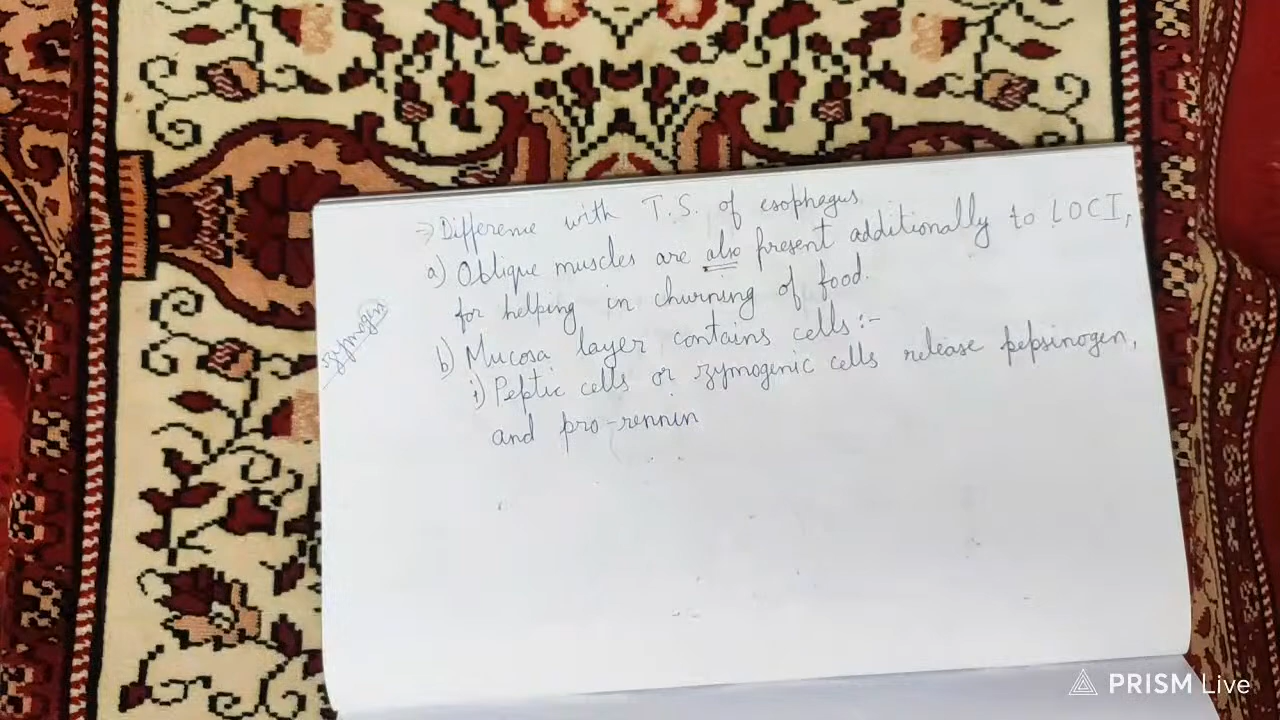 ⇒ Difference with T.S. of esophagus
a) Oblique muscles are also present additionally to LOCI,
for helping in churning of food.
b) Mucosa layer contains cells:-
i) Peptic cells or zymogenic cells release pepsinogen,
and pro-rennin
PRISM Live